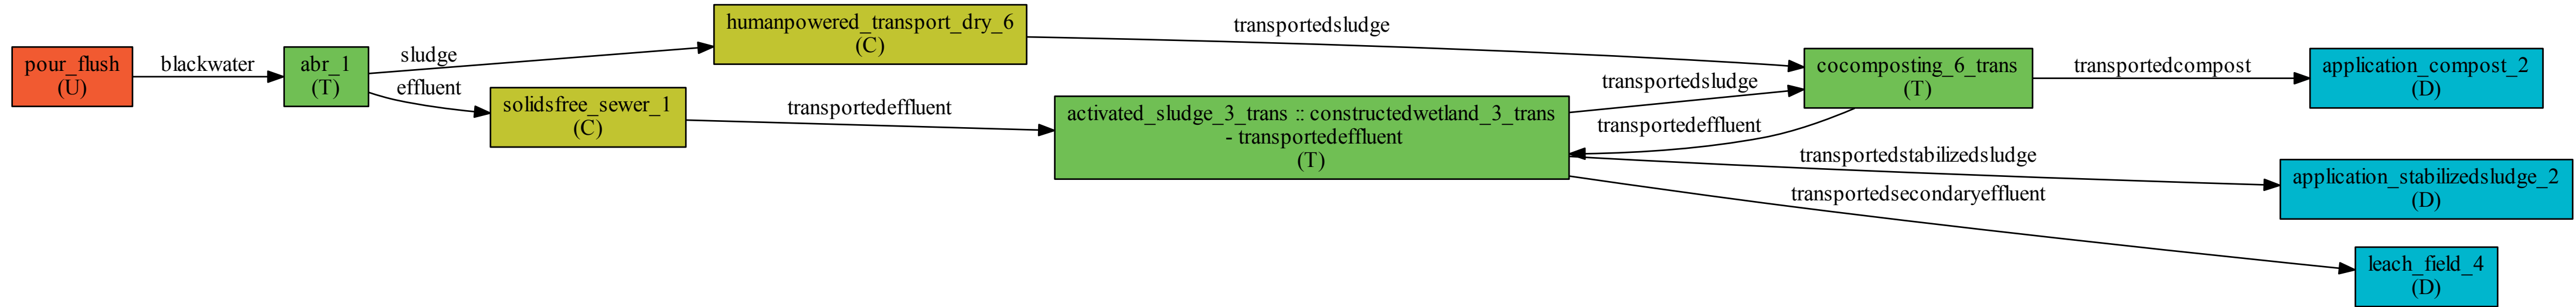 pour_flush
(U)
blackwater
abr_1
(T)
sludge
effluent
humanpowered_transport_dry_6
(C)
solidsfree_sewer_1
(C)
transportedsludge
transportedeffluent
activated_sludge_3_trans :: constructedwetland_3_trans
- transportedeffluent
(T)
transportedsludge
transportedeffluent
cocomposting_6_trans
(T)
transportedcompost
transportedstabilizedsludge
transportedsecondaryeffluent
application_compost_2
(D)
application_stabilizedsludge_2
(D)
leach_field_4
(D)